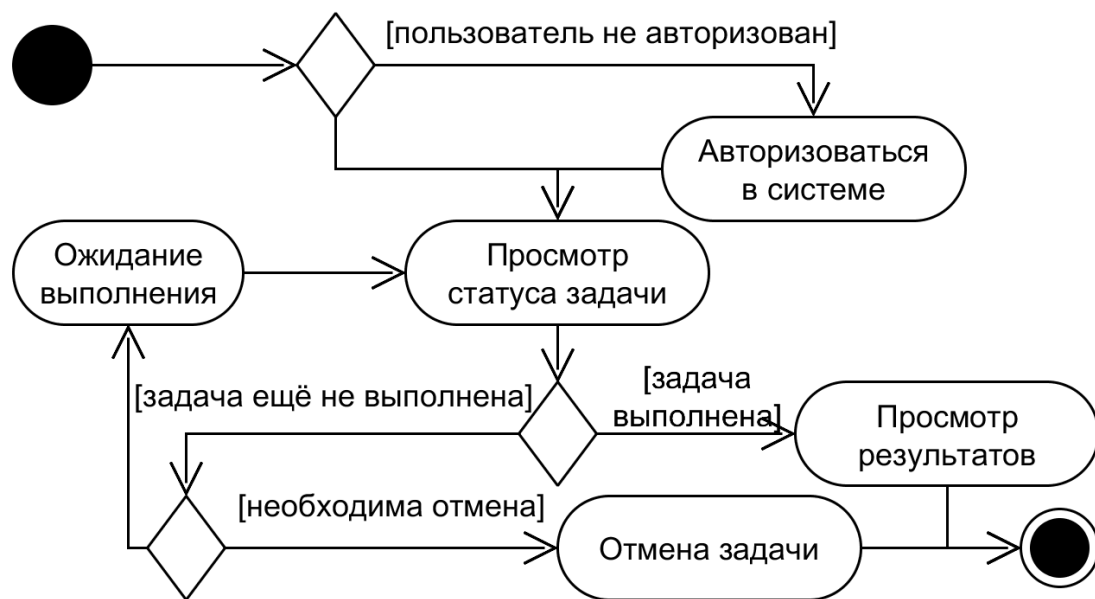 [пользователь не авторизован]
Авторизоваться
в системе
Ожидание
выполнения
Просмотр
статуса задачи
[задача ещё не выполнена]
[задача
выполнена]
Просмотр
результатов
[необходима отмена]
Отмена задачи